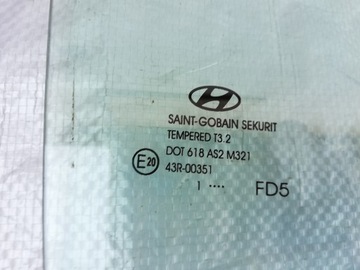 SAINT-GOBAIN SEKURIT
TEMPERED T3.2
DOT 618 AS2 M321
E20 43R-00351
1 .... FD5